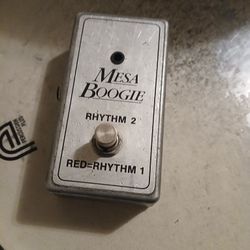 MESA
BOOGIE
RHYTHM 2
RED=RHYTHM 1